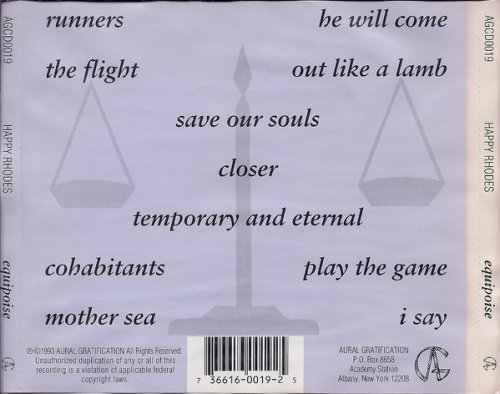 AGCD0019
HAPPY RHODES
equipoise
runners
he will come
the flight
out like a lamb
save our souls
closer
temporary and eternal
cohabitants
play the game
mother sea
i say
℗©1993 AURAL GRATIFICATION All Rights Reserved.
Unauthorized duplication of any or all of this
recording is a violation of applicable federal
copyright laws.
7 36616-0019-2 5
AURAL GRATIFICATION
P.O. Box 8658
Academy Station
Albany, New York 12208
AGCD0019
HAPPY RHODES
equipoise